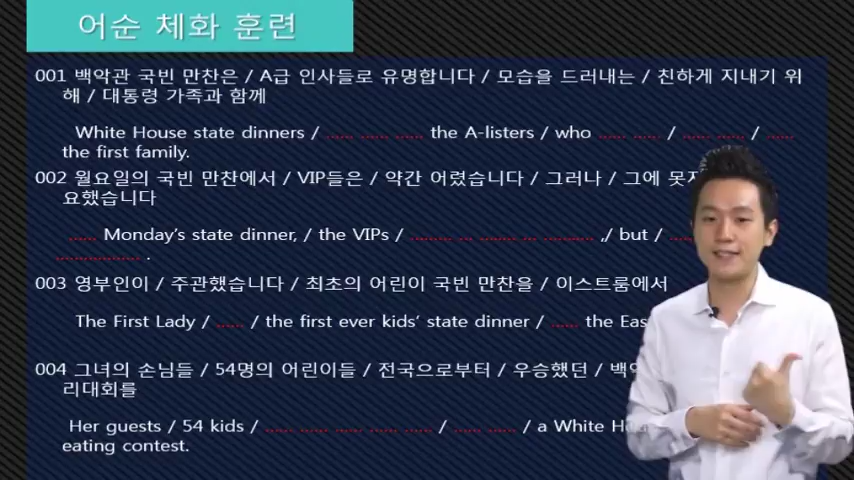 어순 체화 훈련
001 백악관 국빈 만찬은 / A급 인사들로 유명합니다 / 모습을 드러내는 / 친하게 지내기 위
해 / 대통령 가족과 함께
White House state dinners / ...... ...... ...... the A-listers / who ...... ...... / ...... ...... / ......
the first family.
002 월요일의 국빈 만찬에서 / VIP들은 / 약간 어렸습니다 / 그러나 / 그에 못지
요했습니다
...... Monday's state dinner, / the VIPs / ......... ... ........ ... ........... ,/ but /
.................. .
003 영부인이 / 주관했습니다 / 최초의 어린이 국빈 만찬을 / 이스트룸에서
The First Lady / ...... / the first ever kids' state dinner / ...... the
004 그녀의 손님들 / 54명의 어린이들 / 전국으로부터 / 우승했던 /
리대회를
Her guests / 54 kids / ...... ...... ...... ...... ...... / ...... ...... / a White
eating contest.